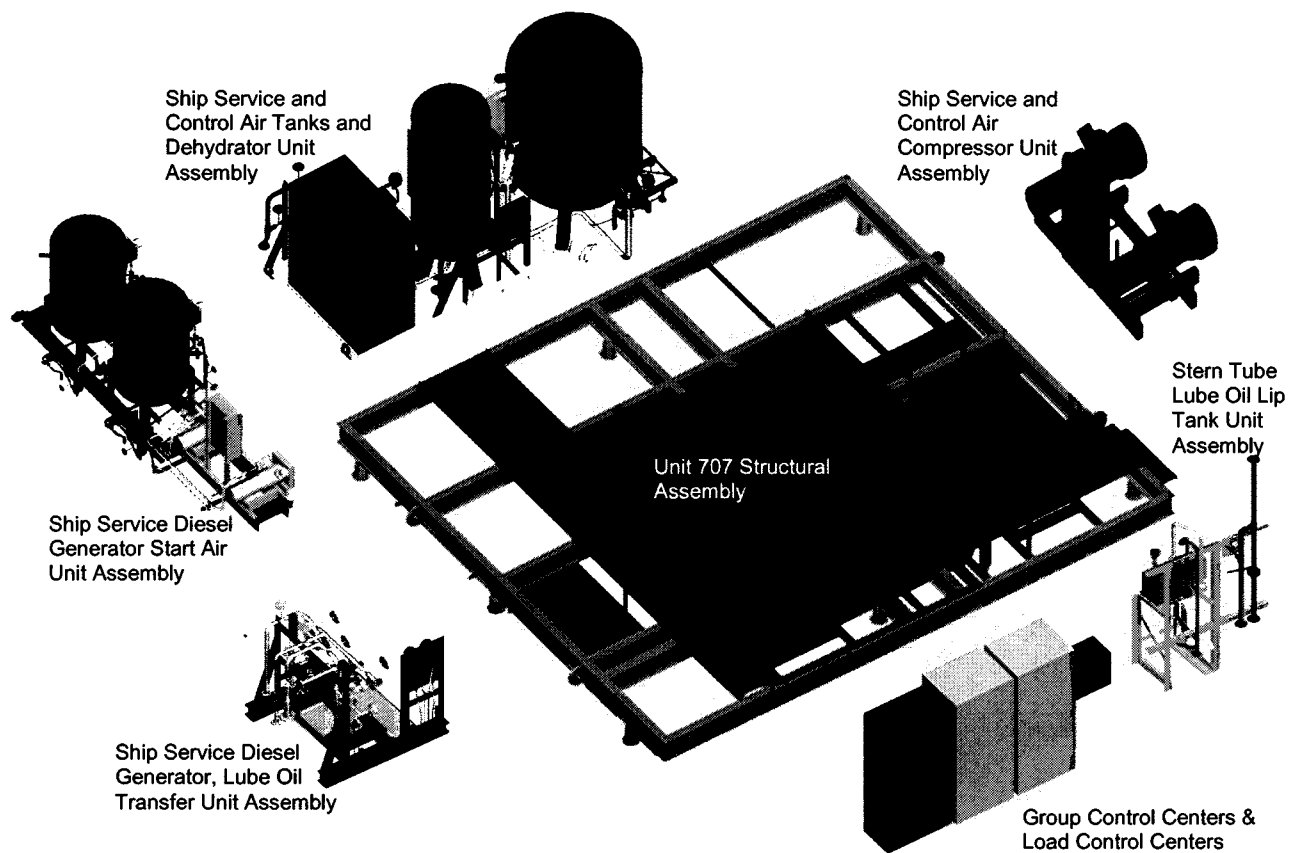 Ship Service and
Control Air Tanks and
Dehydrator Unit
Assembly
Ship Service and
Control Air
Compressor Unit
Assembly
Stern Tube
Lube Oil Lip
Tank Unit
Assembly
Unit 707 Structural
Assembly
Ship Service Diesel
Generator Start Air
Unit Assembly
Ship Service Diesel
Generator, Lube Oil
Transfer Unit Assembly
Group Control Centers &
Load Control Centers